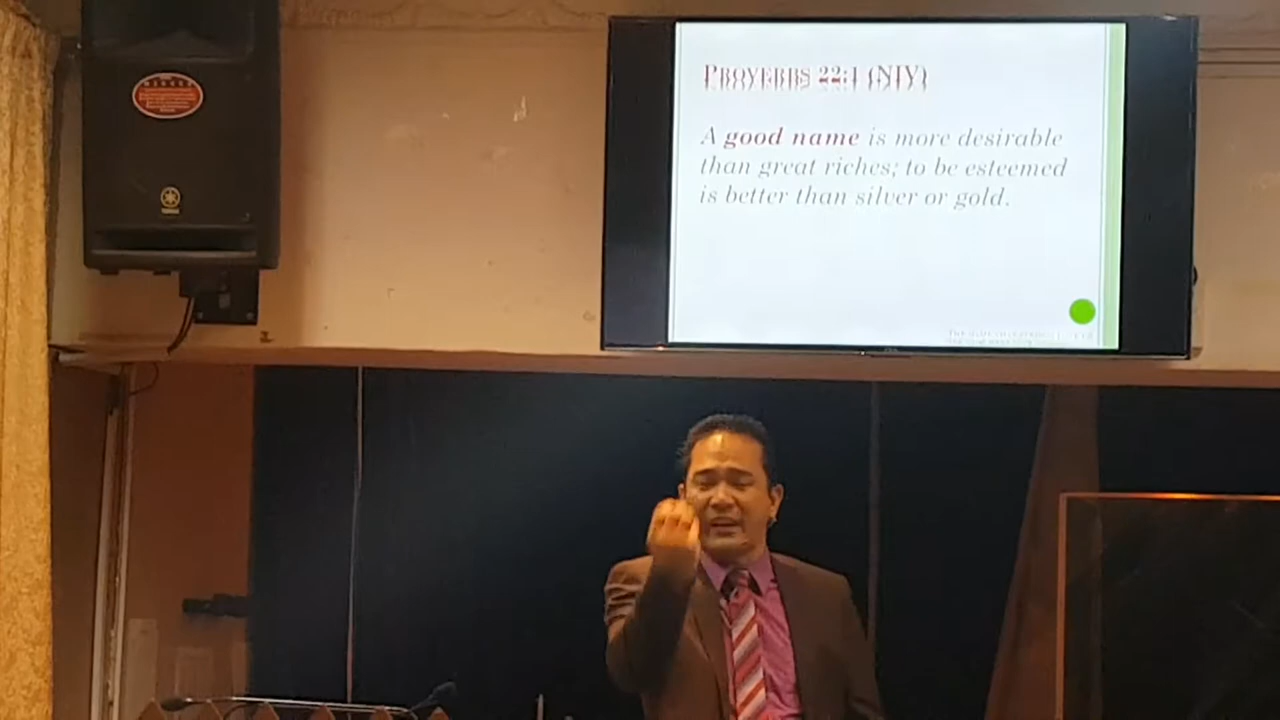 PROVERBS 22:1 (NIV)
A good name is more desirable
than great riches; to be esteemed
is better than silver or gold.
YAMAHA